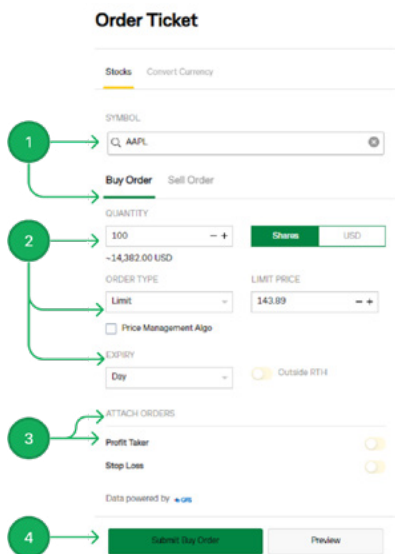 Order Ticket
Stocks Convert Currency
SYMBOL
1
AAPL
Buy Order Sell Order
QUANTITY
2
100 - + Shares USD
~14,382.00 USD
ORDER TYPE LIMIT PRICE
Limit 143.89 - +
Price Management Algo
EXPIRY
Day Outside RTH
ATTACH ORDERS
3
Profit Taker
Stop Loss
Data powered by
4
Submit Buy Order Preview